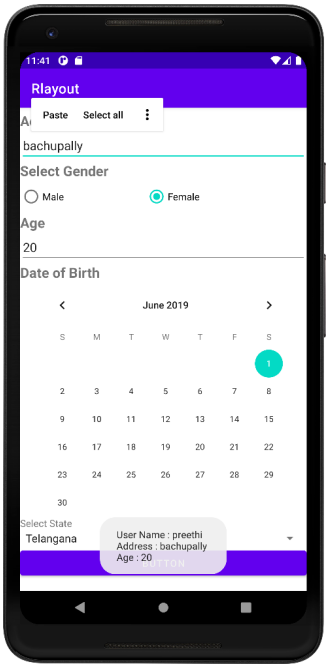 11:41
Rlayout
A
Paste Select all
bachupally
Select Gender
Male Female
Age
20
Date of Birth
June 2019
S M T W T F S
1
2 3 4 5 6 7 8
9 10 11 12 13 14 15
16 17 18 19 20 21 22
23 24 25 26 27 28 29
30
Select State
Telangana
User Name : preethi
Address : bachupally
Age : 20
BUTTON